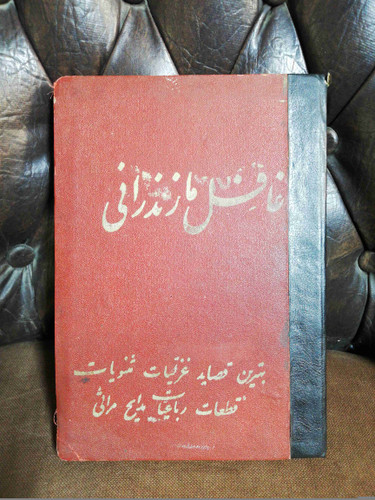 غافل مازندرانی
بهترین قصاید غزلیات مثنویات
قطعات رباعیات مدایح مراثی